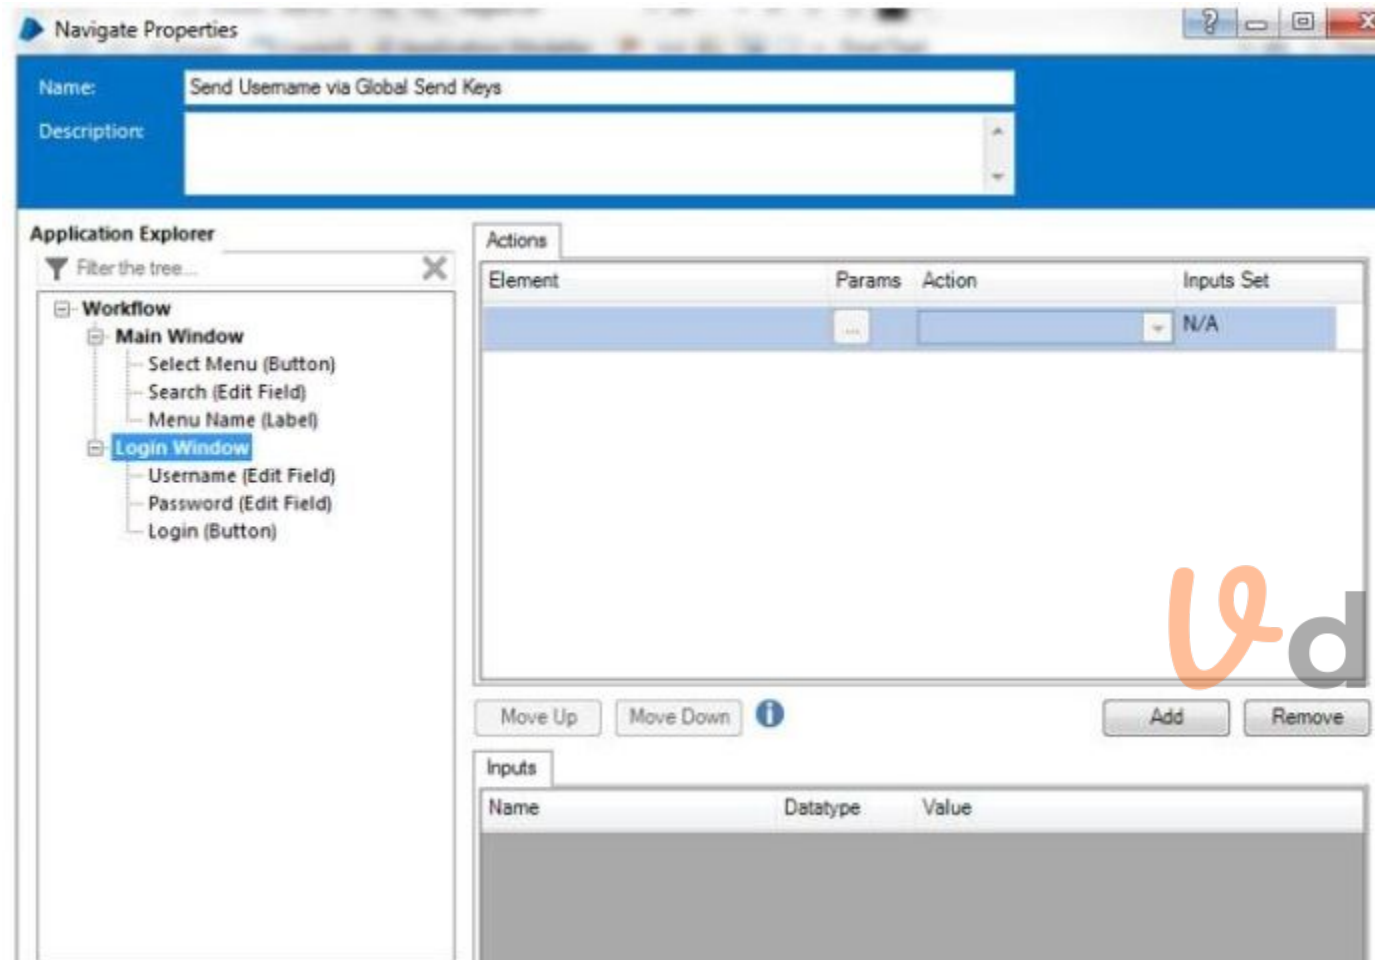 Navigate Properties
Name: Send Username via Global Send Keys
Description:
Application Explorer
Filter the tree...
Workflow
Main Window
Select Menu (Button)
Search (Edit Field)
Menu Name (Label)
Login Window
Username (Edit Field)
Password (Edit Field)
Login (Button)
Actions
Element Params Action Inputs Set
... N/A
Move Up Move Down i Add Remove
Inputs
Name Datatype Value
Vd